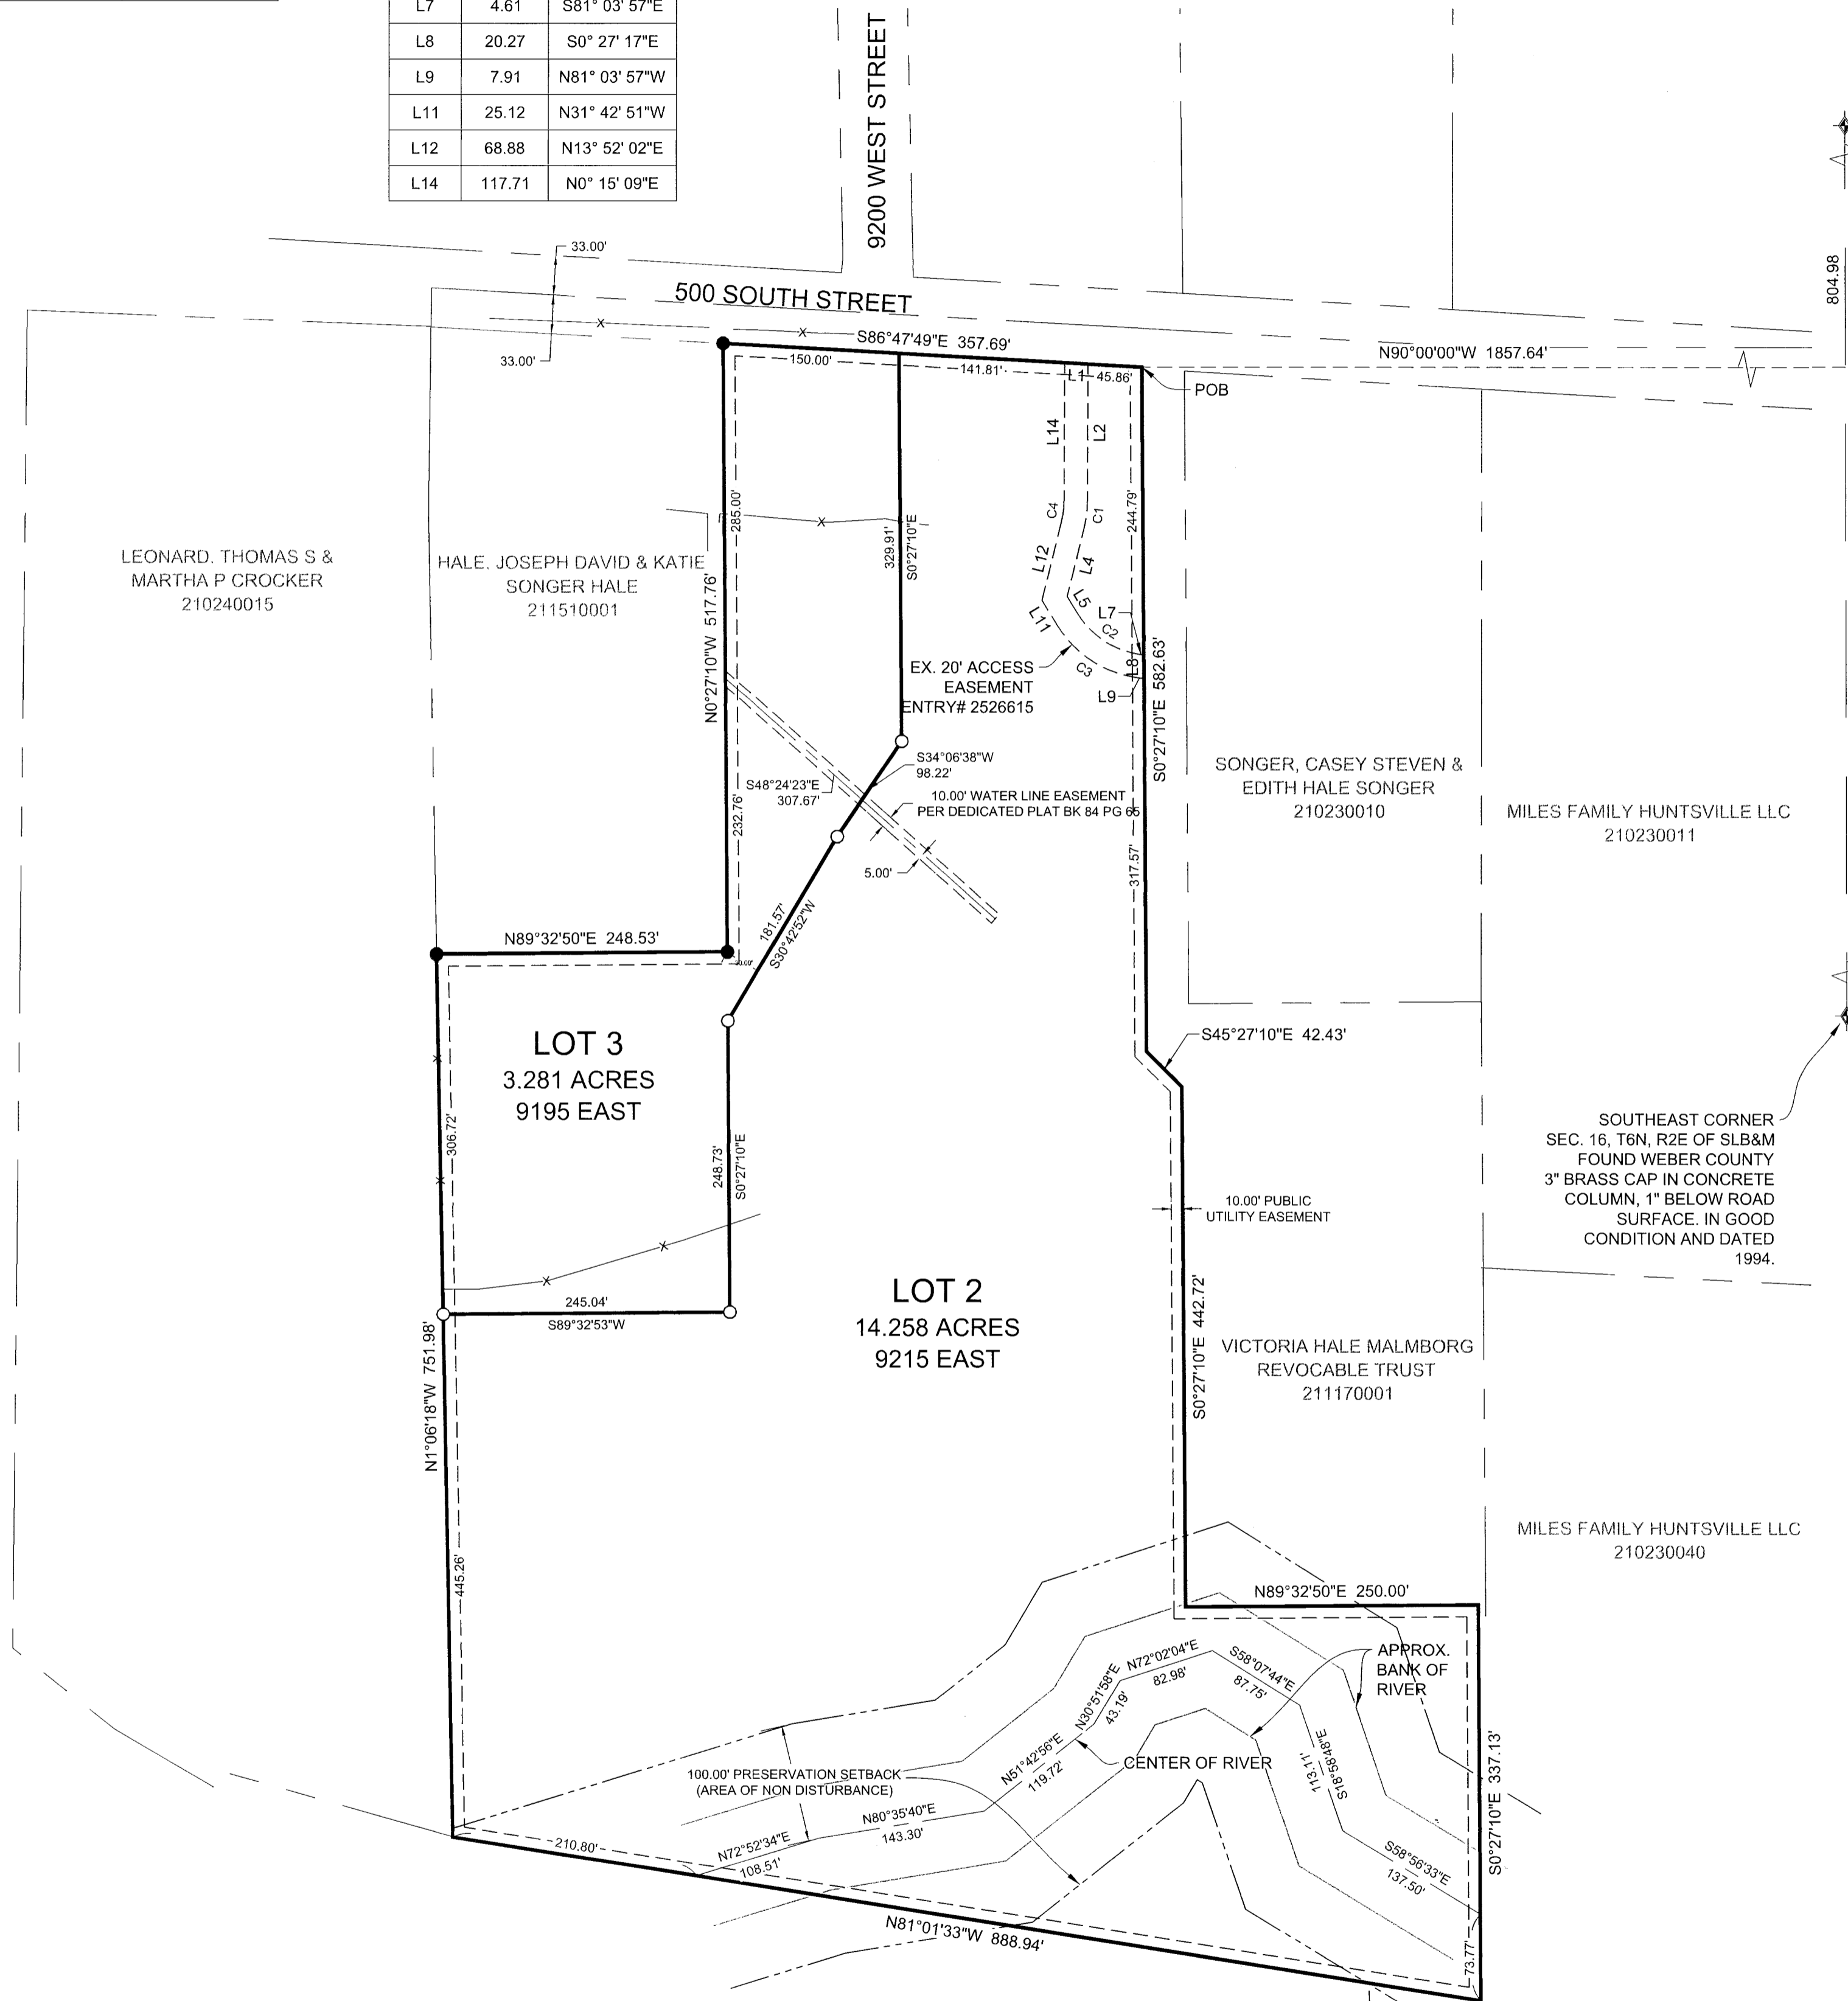 L7 4.61 S81° 03' 57"E
L8 20.27 S0° 27' 17"E
L9 7.91 N81° 03' 57"W
L11 25.12 N31° 42' 51"W
L12 68.88 N13° 52' 02"E
L14 117.71 N0° 15' 09"E
9200 WEST STREET
804.98
33.00'
33.00'
500 SOUTH STREET
S86°47'49"E 357.69'
N90°00'00"W 1857.64'
150.00'
141.81'
L1
45.86'
POB
L14
L2
C4
C1
L12
L4
L11
L5
L7
C2
C3
L8
L9
244.79'
285.00'
329.91'
S0°27'10"E
N0°27'10"W 517.76'
S0°27'10"E 582.63'
LEONARD. THOMAS S &
MARTHA P CROCKER
210240015
HALE, JOSEPH DAVID & KATIE
SONGER HALE
211510001
EX. 20' ACCESS
EASEMENT
ENTRY# 2526615
S34°06'38"W
98.22'
S48°24'23"E
307.67'
10.00' WATER LINE EASEMENT
PER DEDICATED PLAT BK 84 PG 65
5.00'
232.76'
317.57'
SONGER, CASEY STEVEN &
EDITH HALE SONGER
210230010
MILES FAMILY HUNTSVILLE LLC
210230011
181.57'
S30°42'52"W
N89°32'50"E 248.53'
LOT 3
3.281 ACRES
9195 EAST
S45°27'10"E 42.43'
306.72'
248.73'
S0°27'10"E
SOUTHEAST CORNER
SEC. 16, T6N, R2E OF SLB&M
FOUND WEBER COUNTY
3" BRASS CAP IN CONCRETE
COLUMN, 1" BELOW ROAD
SURFACE. IN GOOD
CONDITION AND DATED
1994.
10.00' PUBLIC
UTILITY EASEMENT
245.04'
S89°32'53"W
LOT 2
14.258 ACRES
9215 EAST
S0°27'10"E 442.72'
VICTORIA HALE MALMBORG
REVOCABLE TRUST
211170001
N1°06'18"W 751.98'
445.26'
MILES FAMILY HUNTSVILLE LLC
210230040
N89°32'50"E 250.00'
APPROX.
BANK OF
RIVER
N72°02'04"E
82.98'
S58°07'44"E
87.75'
N30°51'58"E
43.19'
N51°42'56"E
119.72'
CENTER OF RIVER
S18°58'48"E
113.11'
100.00' PRESERVATION SETBACK
(AREA OF NON DISTURBANCE)
N80°35'40"E
143.30'
N72°52'34"E
108.51'
210.80'
S58°56'33"E
137.50'
S0°27'10"E 337.13'
73.77'
N81°01'33"W 888.94'